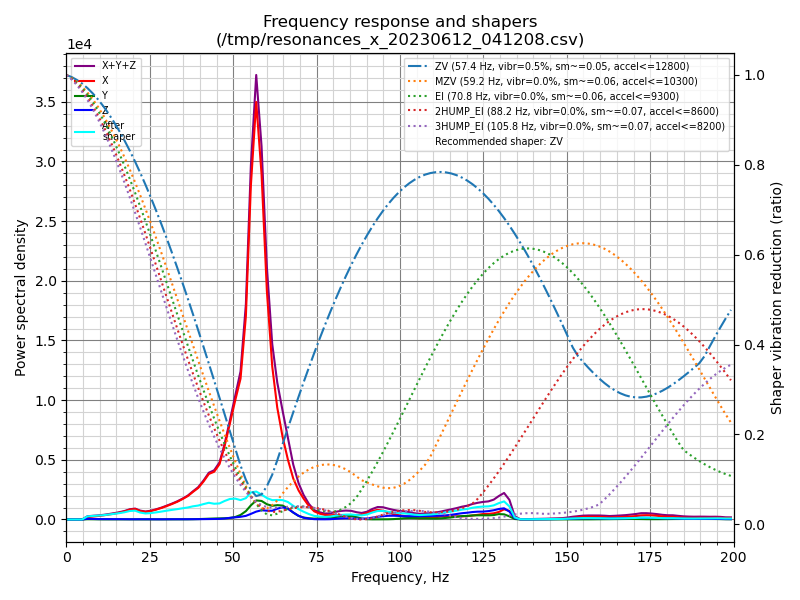 Frequency response and shapers
(/tmp/resonances_x_20230612_041208.csv)
1e4
X+Y+Z
X
Y
Z
After
shaper
ZV (57.4 Hz, vibr=0.5%, sm~=0.05, accel<=12800)
MZV (59.2 Hz, vibr=0.0%, sm~=0.06, accel<=10300)
EI (70.8 Hz, vibr=0.0%, sm~=0.06, accel<=9300)
2HUMP_EI (88.2 Hz, vibr=0.0%, sm~=0.07, accel<=8600)
3HUMP_EI (105.8 Hz, vibr=0.0%, sm~=0.07, accel<=8200)
Recommended shaper: ZV
Power spectral density
3.5
3.0
2.5
2.0
1.5
1.0
0.5
0.0
1.0
0.8
0.6
0.4
0.2
0.0
Shaper vibration reduction (ratio)
0 25 50 75 100 125 150 175 200
Frequency, Hz